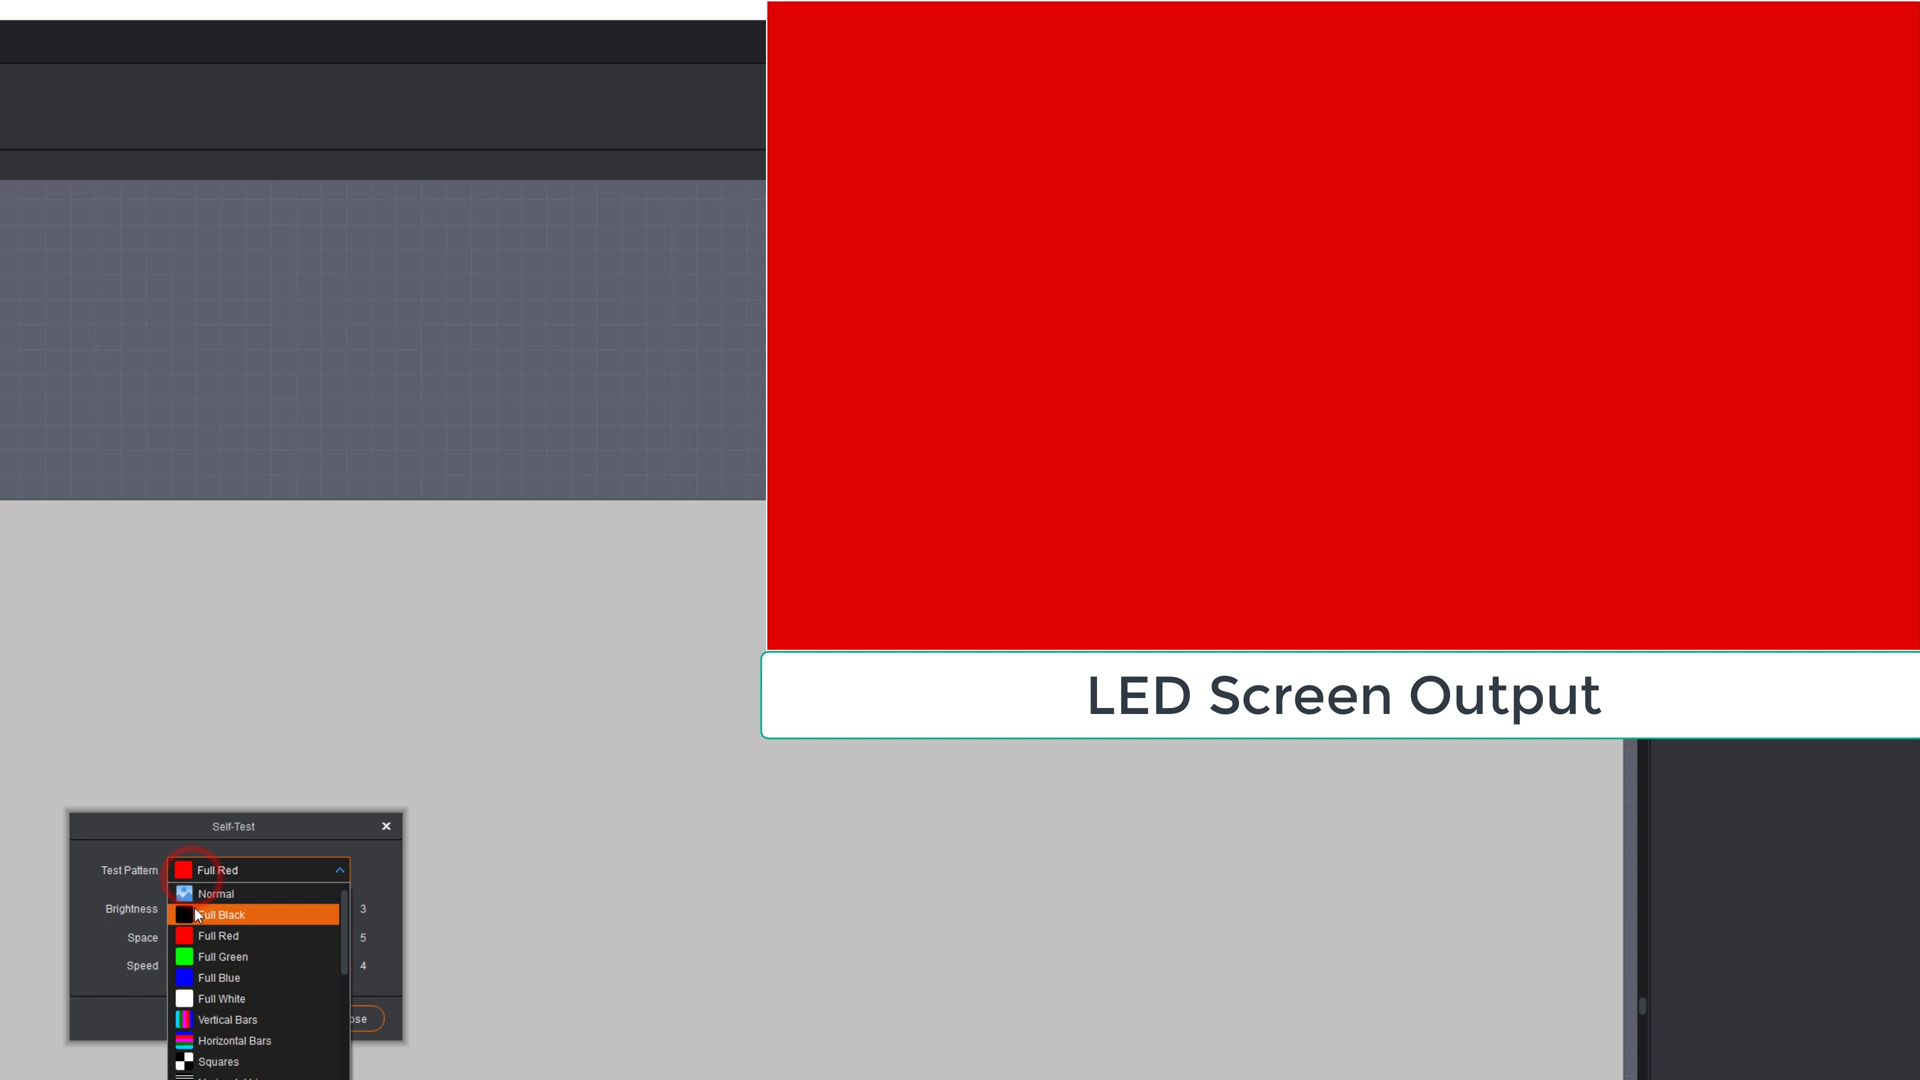 LED Screen Output
Self-Test
Test Pattern
Full Red
Normal
Brightness
3
Full Black
Space
5
Full Red
Full Green
Speed
4
Full Blue
Full White
Vertical Bars
Horizontal Bars
Squares